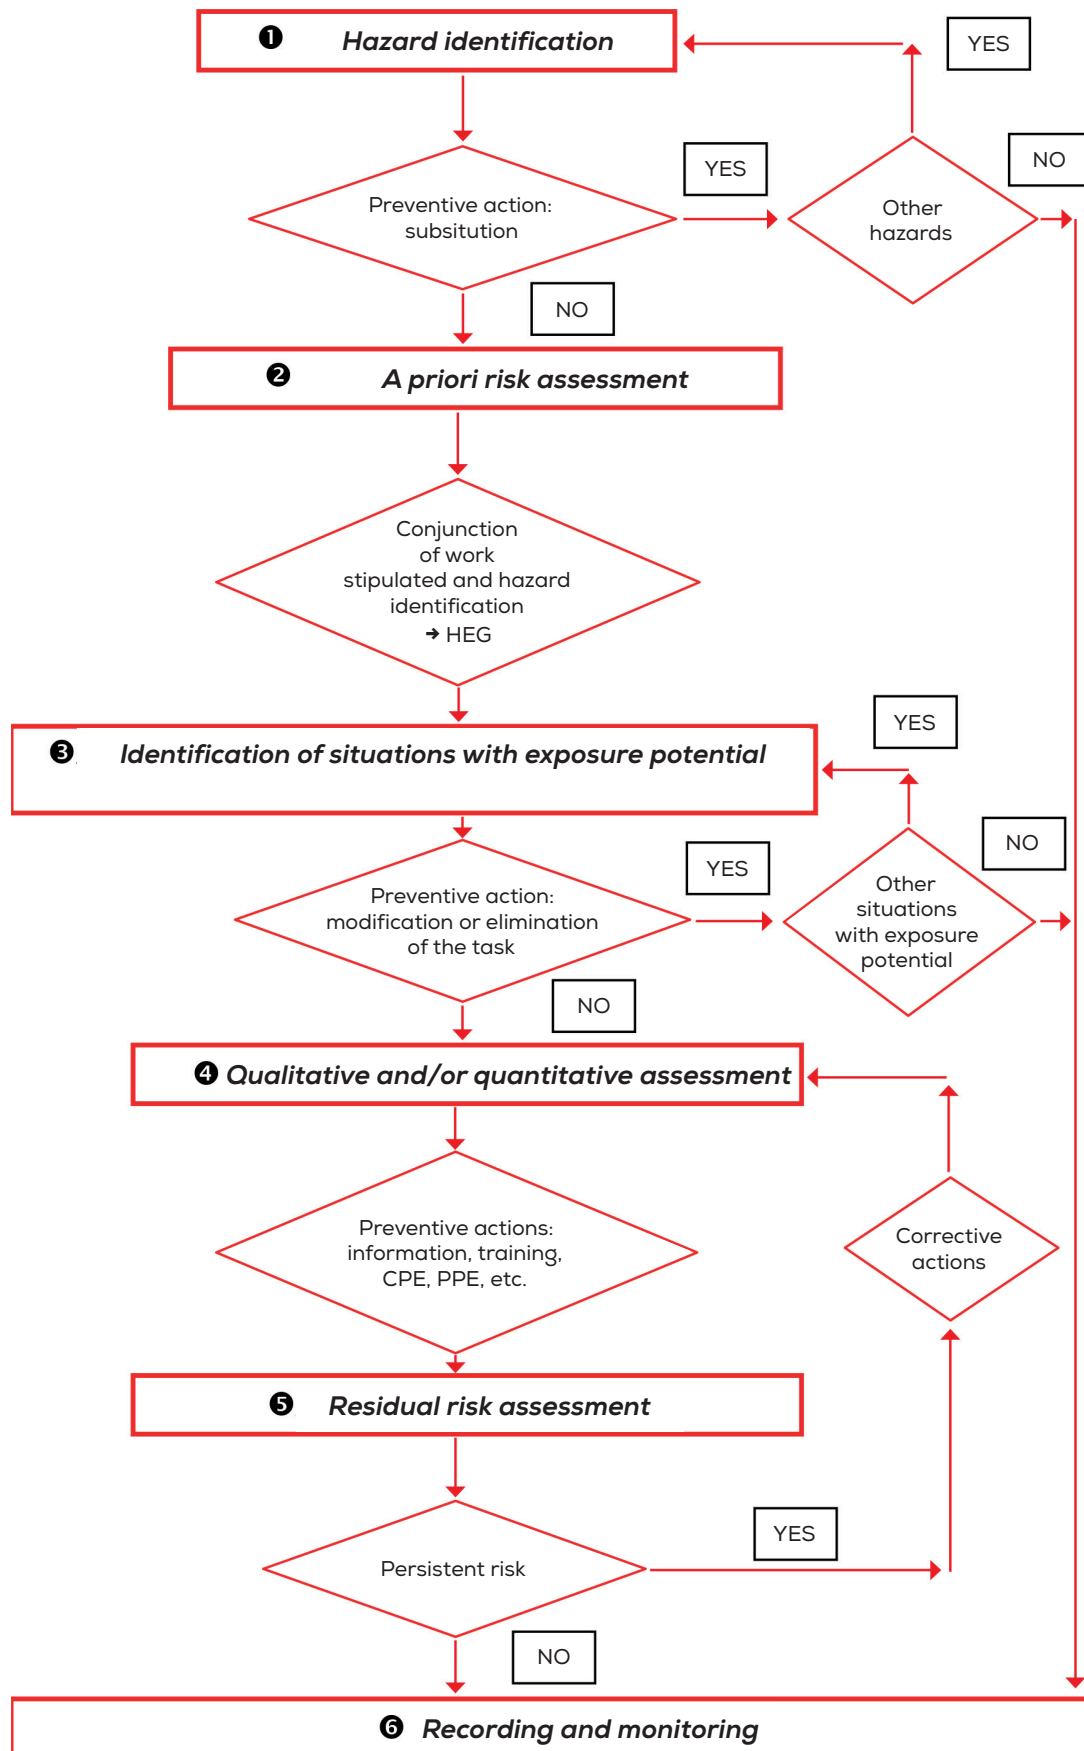 ❶ Hazard identification
YES
Preventive action:
subsitution
YES
Other
hazards
NO
NO
❷ A priori risk assessment
Conjunction
of work
stipulated and hazard
identification
➔ HEG
❸ Identification of situations with exposure potential
YES
Preventive action:
modification or elimination
of the task
YES
Other
situations
with exposure
potential
NO
NO
❹ Qualitative and/or quantitative assessment
Preventive actions:
information, training,
CPE, PPE, etc.
Corrective
actions
❺ Residual risk assessment
Persistent risk
YES
NO
❻ Recording and monitoring